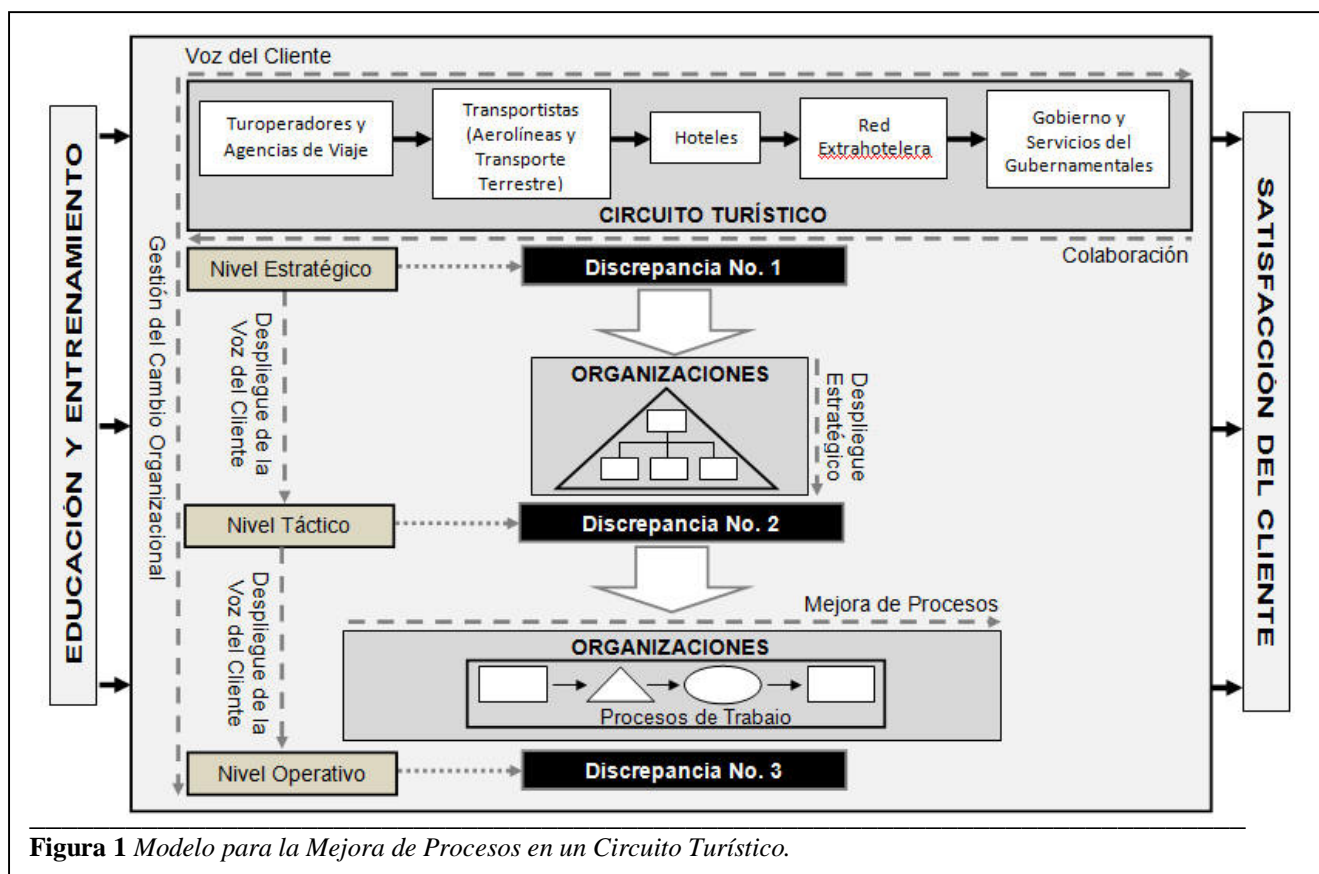 Voz del Cliente
Turoperadores y
Agencias de Viaje
Transportistas
(Aerolíneas y
Transporte
Terrestre)
Hoteles
Red
Extrahotelera
Gobierno y
Servicios del
Gubernamentales
CIRCUITO TURÍSTICO
Colaboración
EDUCACIÓN Y ENTRENAMIENTO
Gestión del Cambio Organizacional
Nivel Estratégico
Discrepancia No. 1
Despliegue de la
Voz del Cliente
ORGANIZACIONES
Despliegue
Estratégico
Nivel Táctico
Discrepancia No. 2
Despliegue de la
Voz del Cliente
Mejora de Procesos
ORGANIZACIONES
Procesos de Trabaio
Nivel Operativo
Discrepancia No. 3
SATISFACCIÓN DEL CLIENTE
Figura 1 Modelo para la Mejora de Procesos en un Circuito Turístico.